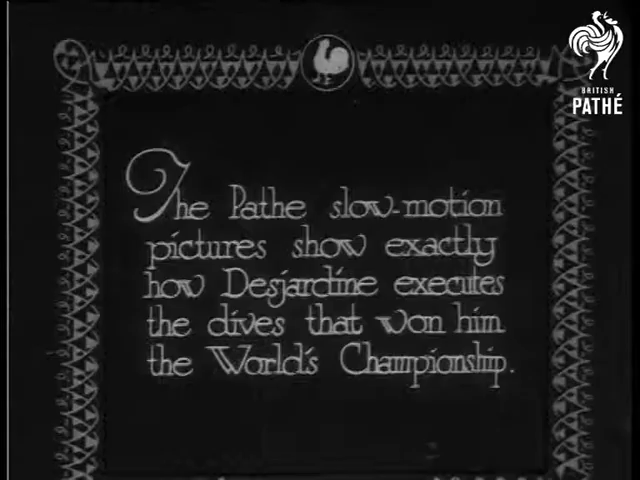 BRITISH
PATHÉ
The Pathe slow-motion
pictures show exactly
how Desjardine executes
the dives that won him
the World's Championship.